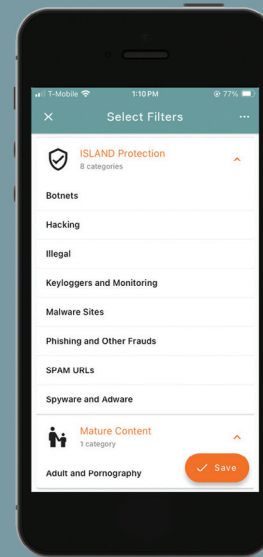 T-Mobile 1:10 PM 77%
Select Filters
ISLAND Protection
8 categories
Botnets
Hacking
Illegal
Keyloggers and Monitoring
Malware Sites
Phishing and Other Frauds
SPAM URLs
Spyware and Adware
Mature Content
1 category
Adult and Pornography
Save